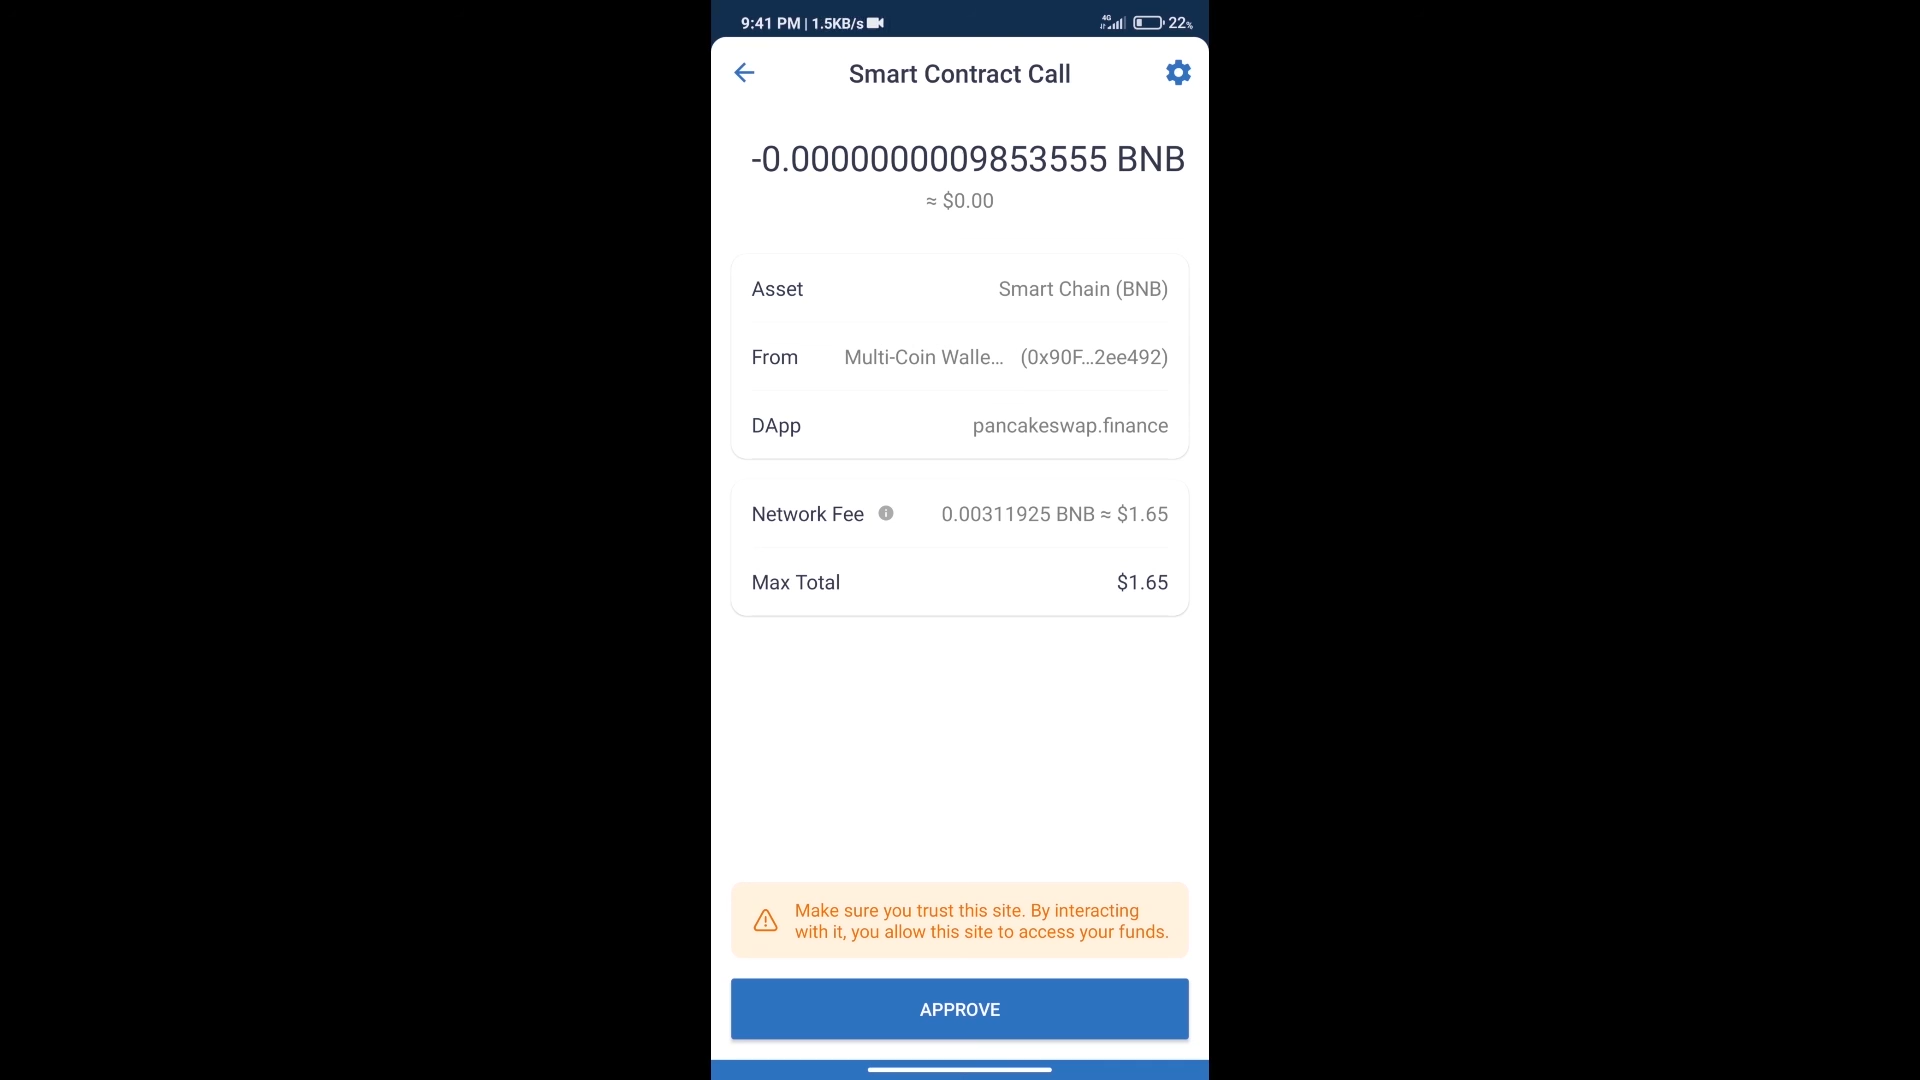 9:41 PM | 1.5KB/s 4G 22%
Smart Contract Call
-0.0000000009853555 BNB
≈ $0.00
Asset Smart Chain (BNB)
From Multi-Coin Walle... (0x90F...2ee492)
DApp pancakeswap.finance
Network Fee 0.00311925 BNB ≈ $1.65
Max Total $1.65
Make sure you trust this site. By interacting
with it, you allow this site to access your funds.
APPROVE